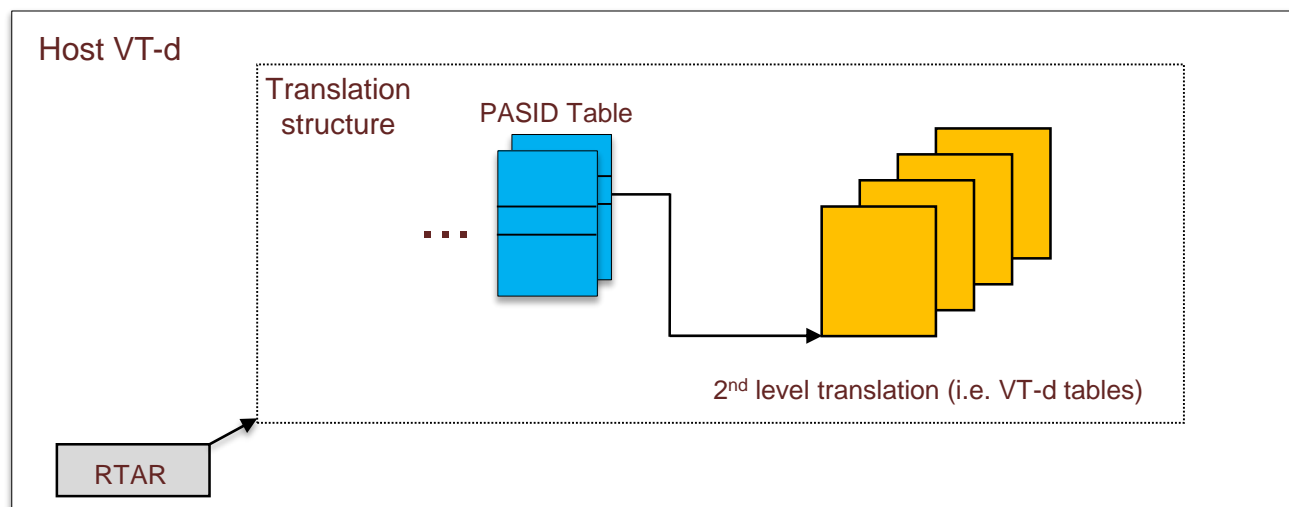 Host VT-d
Translation
structure
PASID Table
...
2nd level translation (i.e. VT-d tables)
RTAR